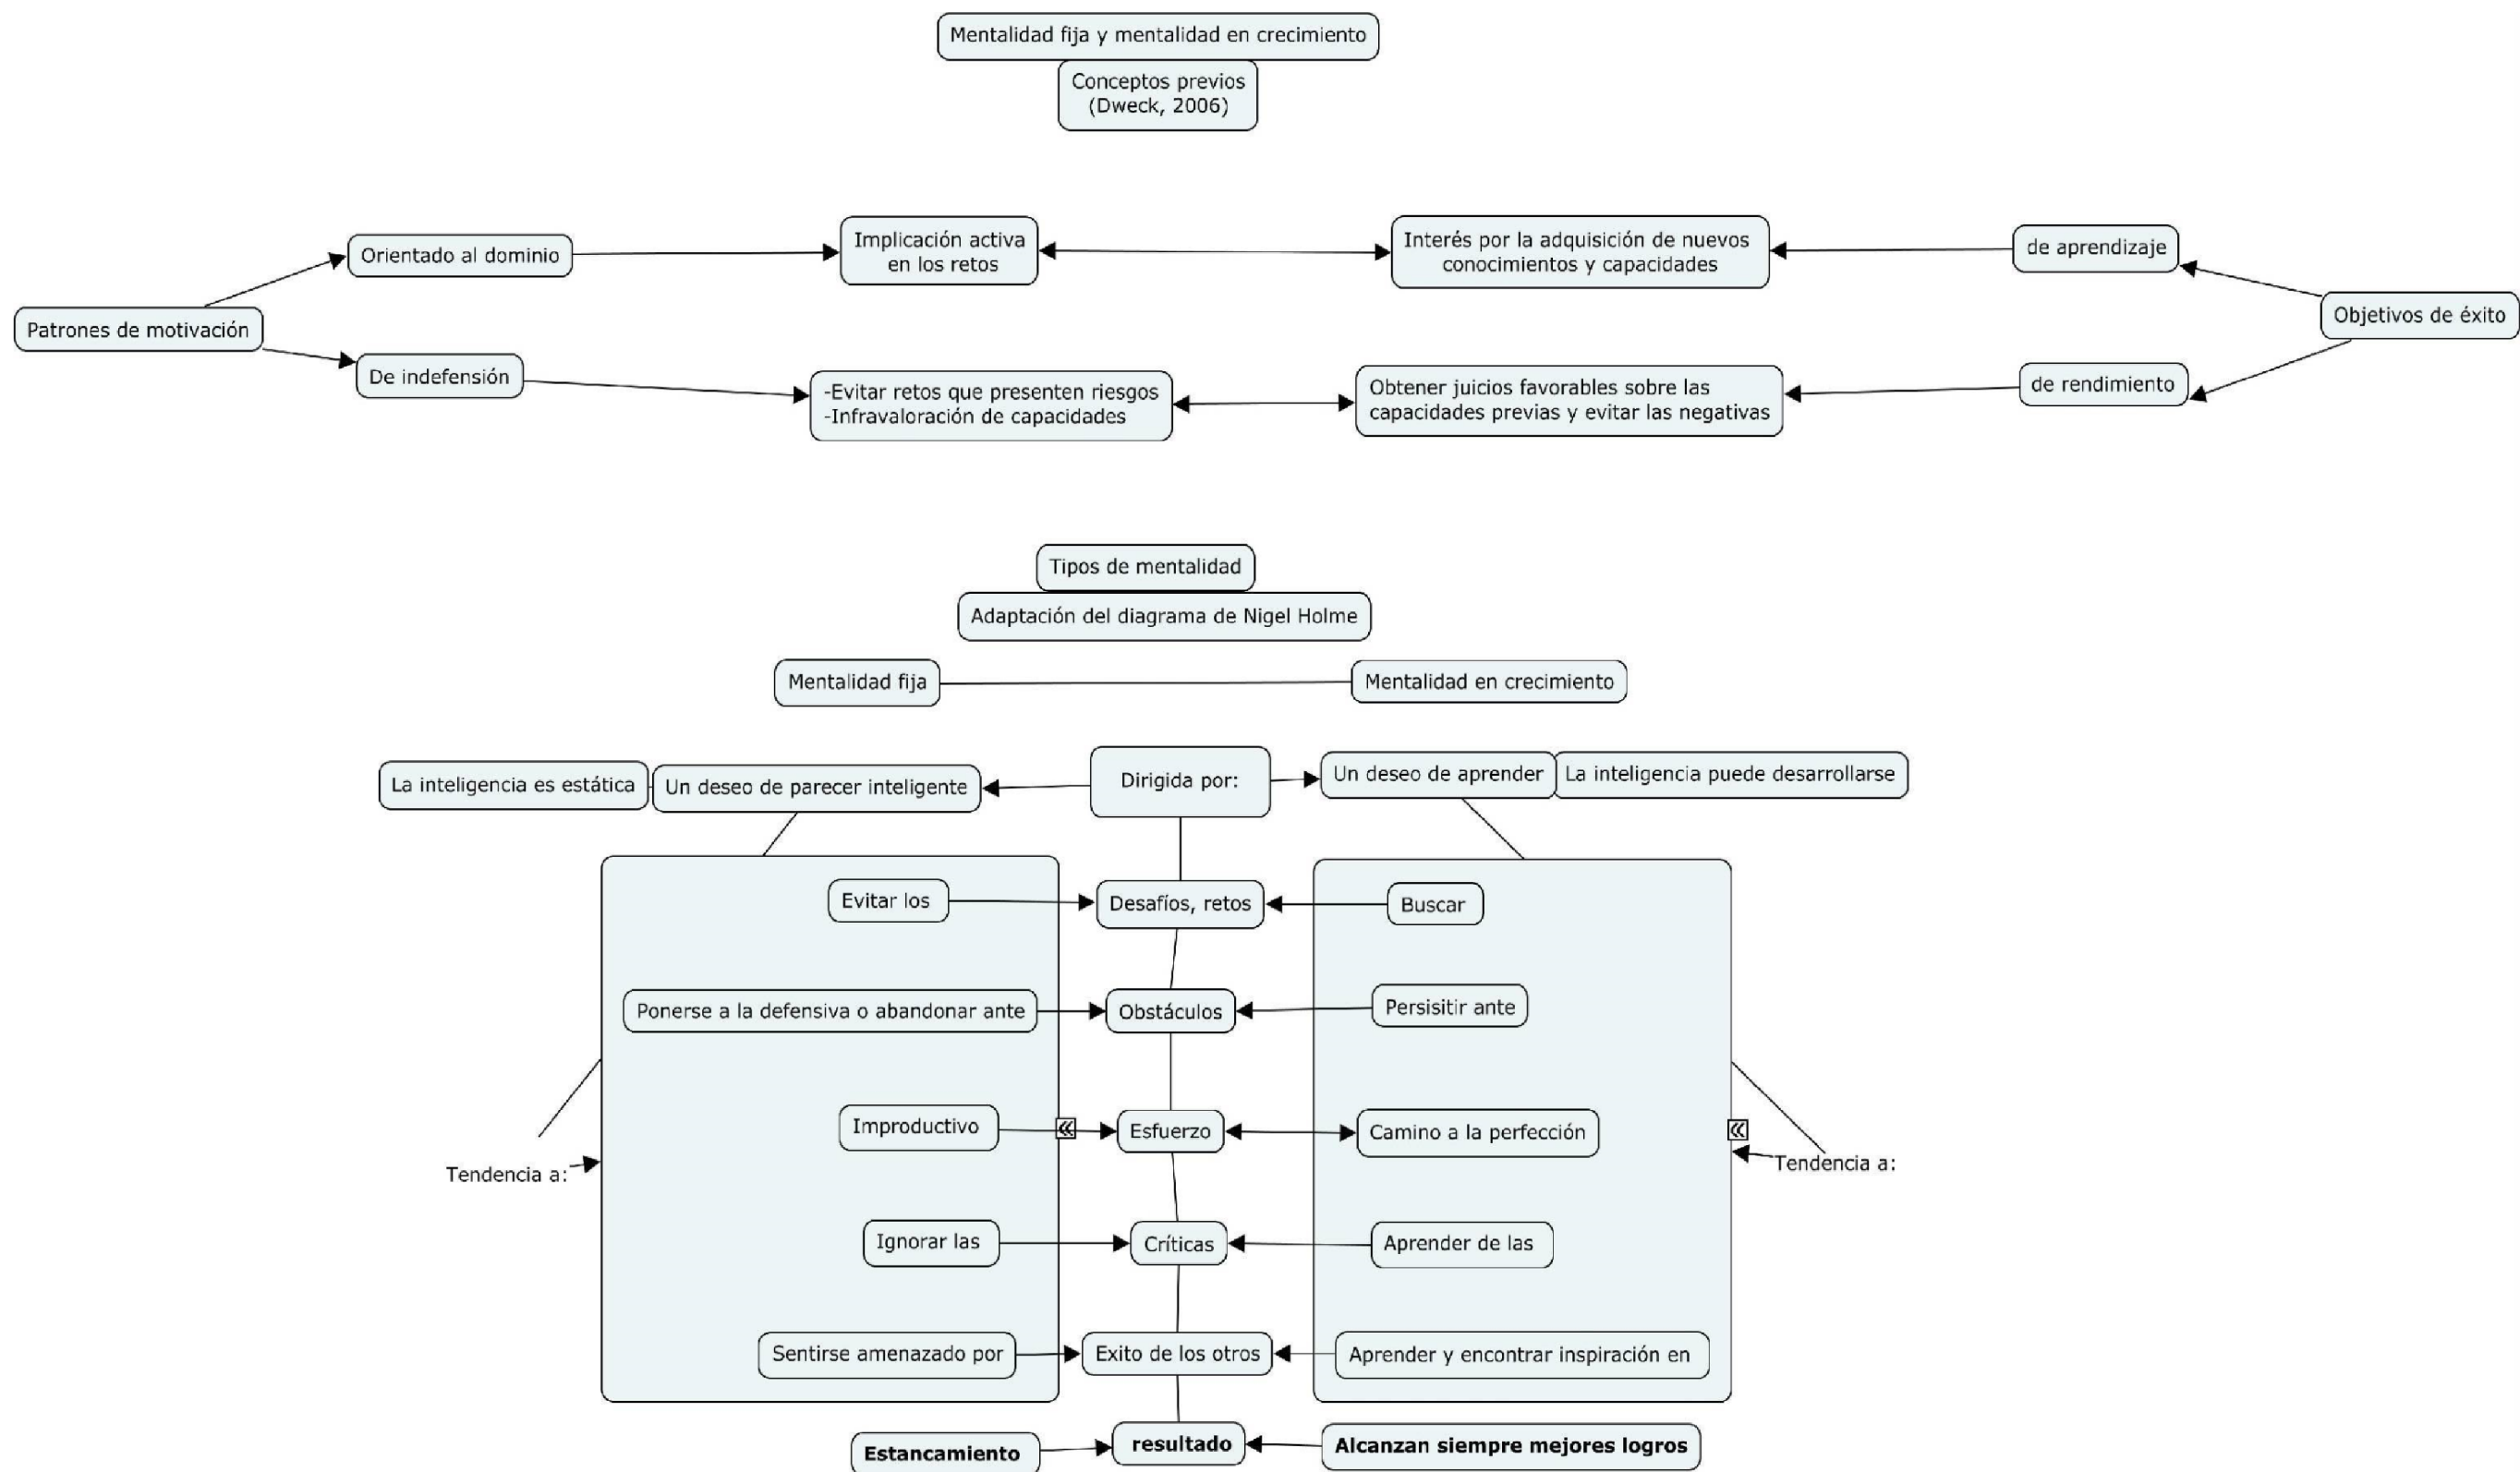 Mentalidad fija y mentalidad en crecimiento
Conceptos previos
(Dweck, 2006)
Patrones de motivación
Orientado al dominio
Implicación activa
en los retos
Interés por la adquisición de nuevos
conocimientos y capacidades
de aprendizaje
Objetivos de éxito
De indefensión
-Evitar retos que presenten riesgos
-Infravaloración de capacidades
Obtener juicios favorables sobre las
capacidades previas y evitar las negativas
de rendimiento
Tipos de mentalidad
Adaptación del diagrama de Nigel Holme
Mentalidad fija
Mentalidad en crecimiento
La inteligencia es estática
Un deseo de parecer inteligente
Dirigida por:
Un deseo de aprender
La inteligencia puede desarrollarse
Evitar los
Desafíos, retos
Buscar
Ponerse a la defensiva o abandonar ante
Obstáculos
Persisitir ante
Improductivo
Esfuerzo
Camino a la perfección
Tendencia a:
Tendencia a:
Ignorar las
Críticas
Aprender de las
Sentirse amenazado por
Exito de los otros
Aprender y encontrar inspiración en
Estancamiento
resultado
Alcanzan siempre mejores logros